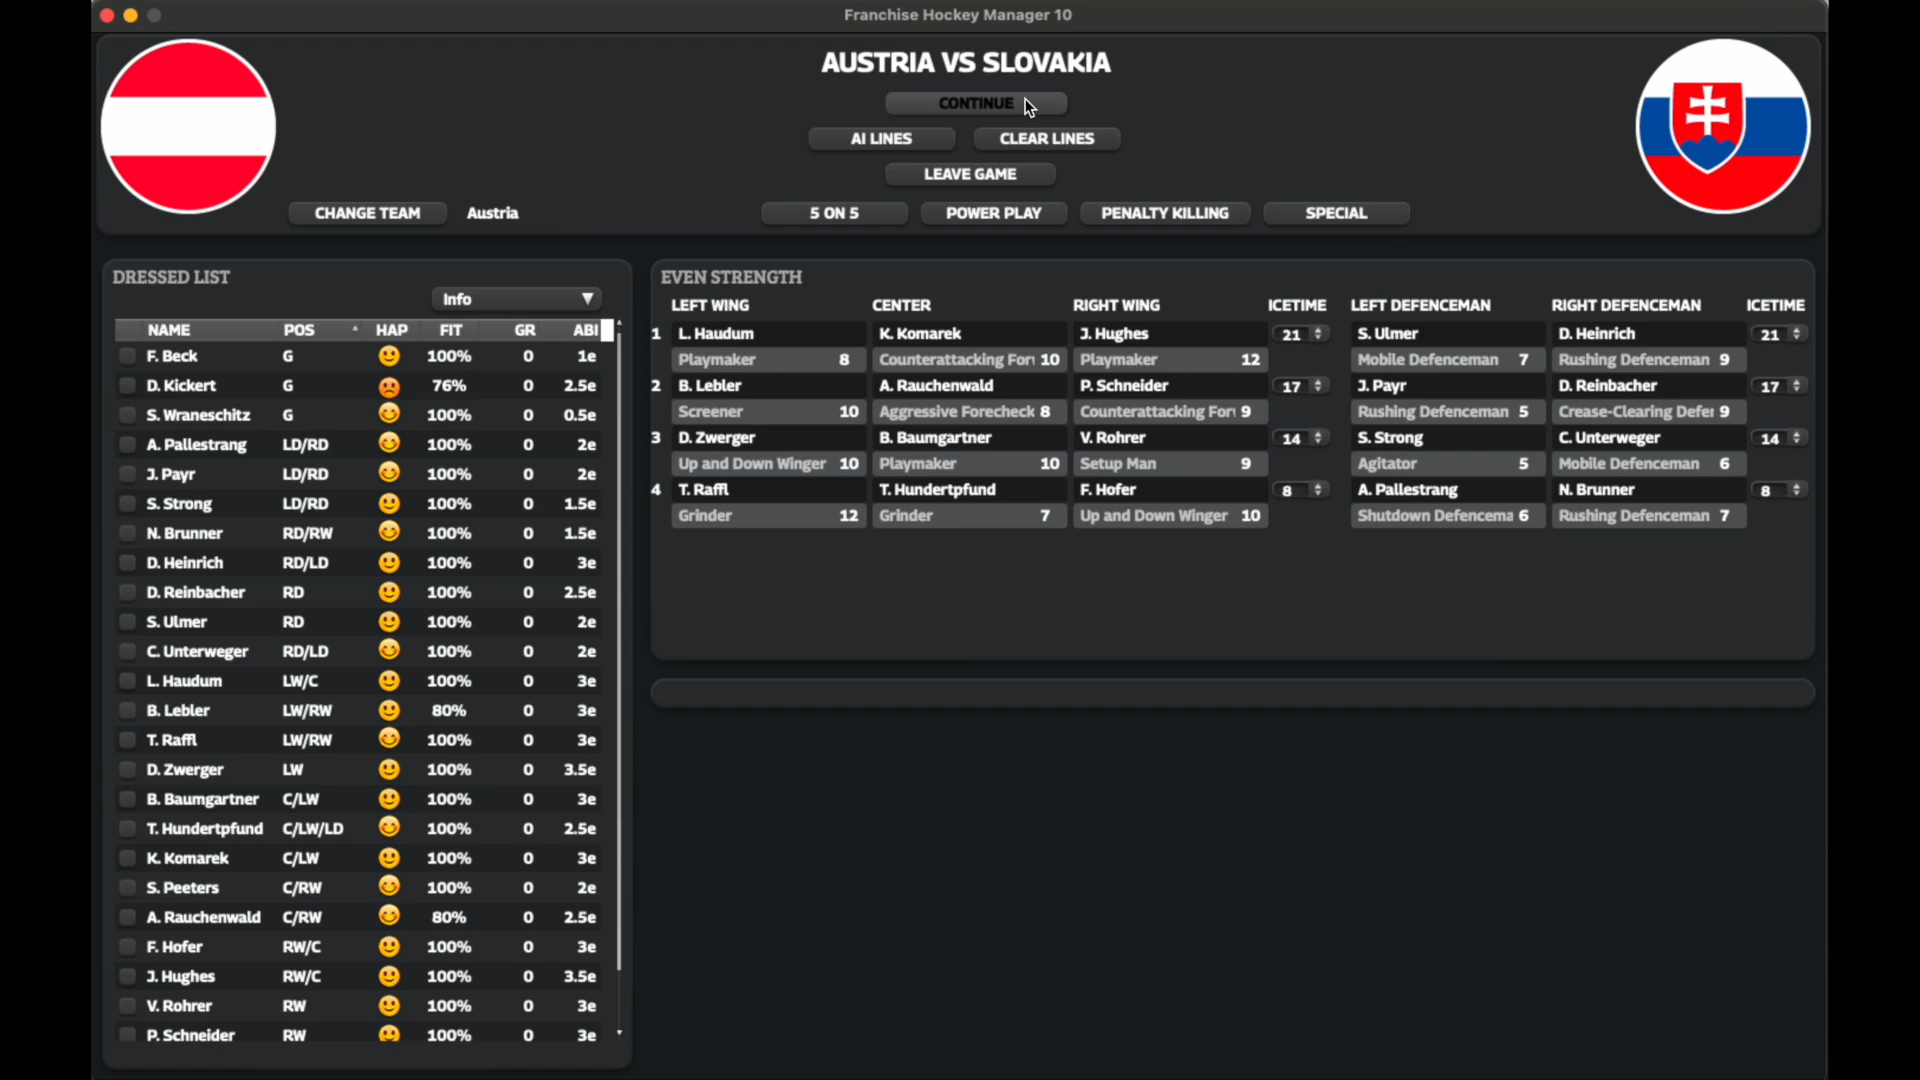 Franchise Hockey Manager 10
AUSTRIA VS SLOVAKIA
CONTINUE
AI LINES CLEAR LINES
LEAVE GAME
CHANGE TEAM Austria 5 ON 5 POWER PLAY PENALTY KILLING SPECIAL
DRESSED LIST
Info
NAME POS HAP FIT GR ABI
F. Beck G 100% 0 1e
D. Kickert G 76% 0 2.5e
S. Wraneschitz G 100% 0 0.5e
A. Pallestrang LD/RD 100% 0 2e
J. Payr LD/RD 100% 0 2e
S. Strong LD/RD 100% 0 1.5e
N. Brunner RD/RW 100% 0 1.5e
D. Heinrich RD/LD 100% 0 3e
D. Reinbacher RD 100% 0 2.5e
S. Ulmer RD 100% 0 2e
C. Unterweger RD/LD 100% 0 2e
L. Haudum LW/C 100% 0 3e
B. Lebler LW/RW 80% 0 3e
T. Raffl LW/RW 100% 0 3e
D. Zwerger LW 100% 0 3.5e
B. Baumgartner C/LW 100% 0 3e
T. Hundertpfund C/LW/LD 100% 0 2.5e
K. Komarek C/LW 100% 0 3e
S. Peeters C/RW 100% 0 2e
A. Rauchenwald C/RW 80% 0 2.5e
F. Hofer RW/C 100% 0 3e
J. Hughes RW/C 100% 0 3.5e
V. Rohrer RW 100% 0 3e
P. Schneider RW 100% 0 3e
EVEN STRENGTH
LEFT WING CENTER RIGHT WING ICETIME LEFT DEFENCEMAN RIGHT DEFENCEMAN ICETIME
1 L. Haudum K. Komarek J. Hughes 21 S. Ulmer D. Heinrich 21
Playmaker 8 Counterattacking Forv 10 Playmaker 12 Mobile Defenceman 7 Rushing Defenceman 9
2 B. Lebler A. Rauchenwald P. Schneider 17 J. Payr D. Reinbacher 17
Screener 10 Aggressive Forecheck 8 Counterattacking Forv 9 Rushing Defenceman 5 Crease-Clearing Defer 9
3 D. Zwerger B. Baumgartner V. Rohrer 14 S. Strong C. Unterweger 14
Up and Down Winger 10 Playmaker 10 Setup Man 9 Agitator 5 Mobile Defenceman 6
4 T. Raffl T. Hundertpfund F. Hofer 8 A. Pallestrang N. Brunner 8
Grinder 12 Grinder 7 Up and Down Winger 10 Shutdown Defencema 6 Rushing Defenceman 7